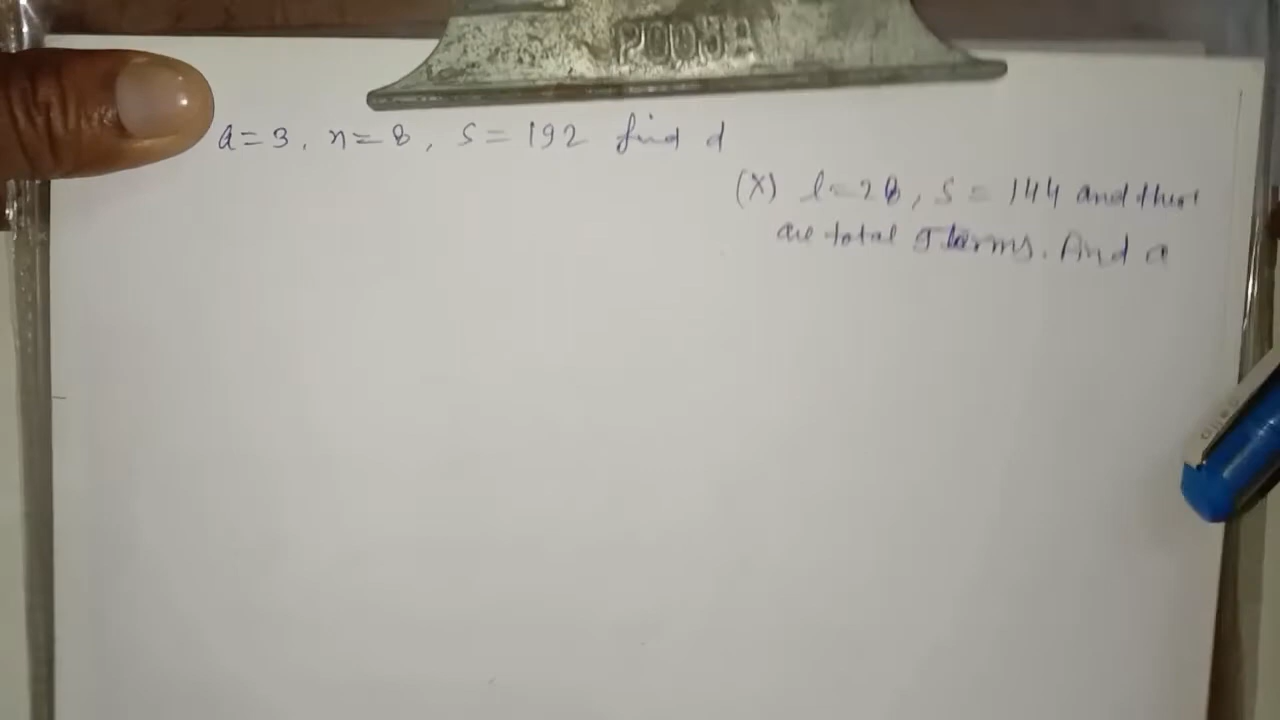 POOJA
a=3, n=8, S=192 find d
(X) l=28, S=144 and there
are total 9 terms. find a